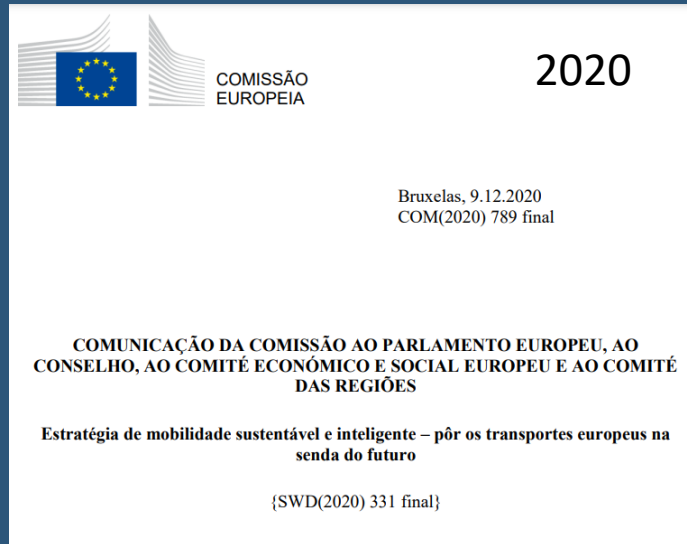 COMISSÃO
EUROPEIA
2020
Bruxelas, 9.12.2020
COM(2020) 789 final
COMUNICAÇÃO DA COMISSÃO AO PARLAMENTO EUROPEU, AO
CONSELHO, AO COMITÉ ECONÓMICO E SOCIAL EUROPEU E AO COMITÉ
DAS REGIÕES
Estratégia de mobilidade sustentável e inteligente – pôr os transportes europeus na
senda do futuro
{SWD(2020) 331 final}